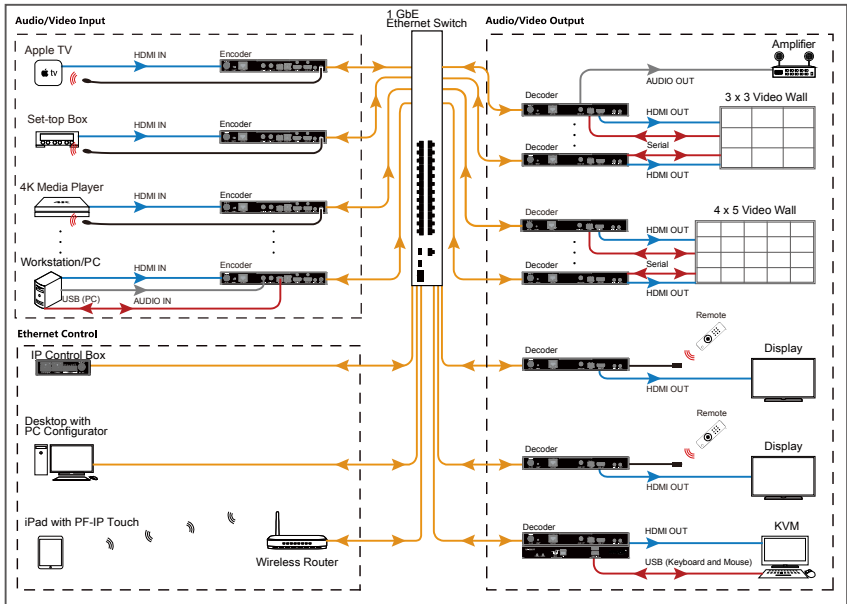 Audio/Video Input
1 GbE
Ethernet Switch
Audio/Video Output
Apple TV
HDMI IN
Encoder
tv
Amplifier
AUDIO OUT
Decoder
HDMI OUT
3 x 3 Video Wall
Set-top Box
HDMI IN
Encoder
Decoder
Serial
HDMI OUT
4K Media Player
HDMI IN
Encoder
Decoder
HDMI OUT
4 x 5 Video Wall
Workstation/PC
HDMI IN
Encoder
USB (PC)
AUDIO IN
Decoder
Serial
HDMI OUT
Ethernet Control
IP Control Box
Remote
Decoder
Display
HDMI OUT
Desktop with
PC Configurator
Remote
Decoder
Display
HDMI OUT
iPad with PF-IP Touch
Wireless Router
Decoder
HDMI OUT
KVM
USB (Keyboard and Mouse)